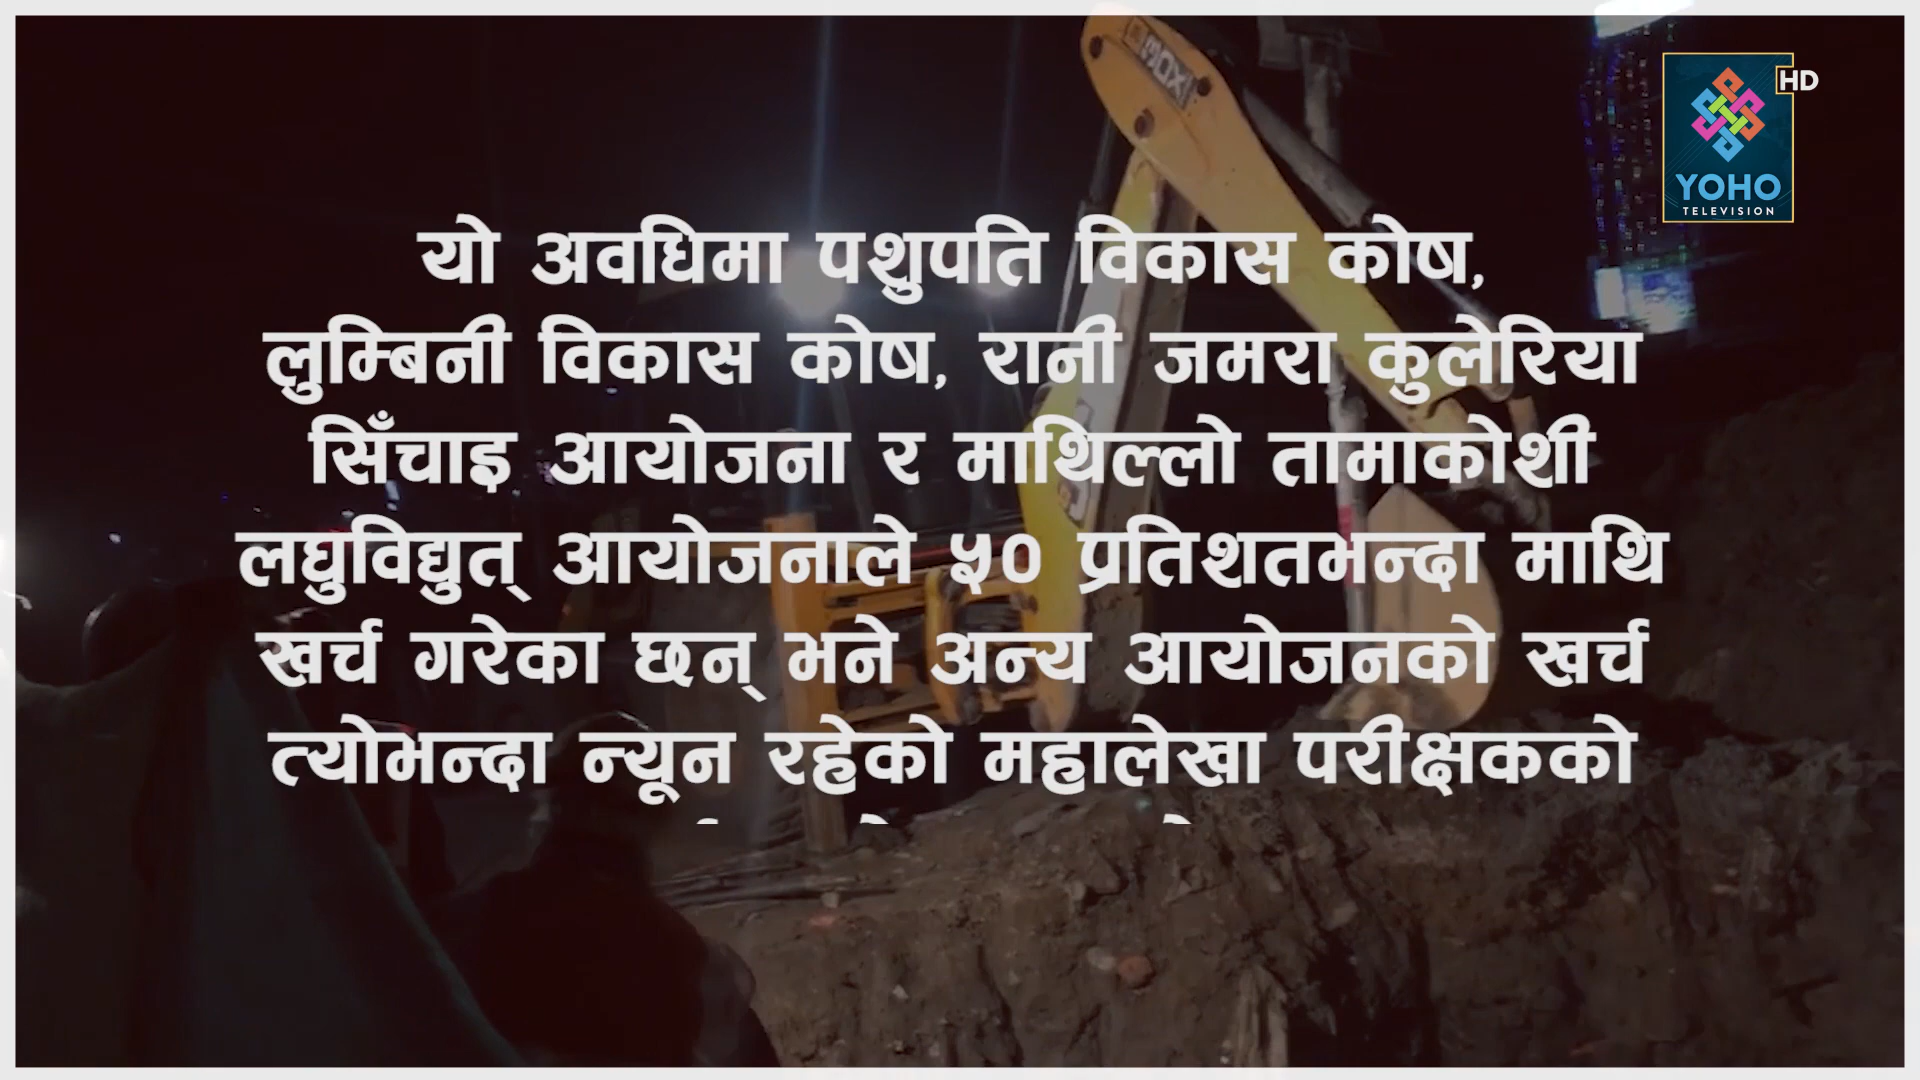 यो अवधिमा पशुपति विकास कोष,
लुम्बिनी विकास कोष, रानी जमरा कुलेरिया
सिँचाइ आयोजना र माथिल्लो तामाकोशी
लघुविद्युत् आयोजनाले ५० प्रतिशतभन्दा माथि
खर्च गरेका छन् भने अन्य आयोजनको खर्च
त्योभन्दा न्यून रहेको महालेखा परीक्षकको
HD
YOHO
TELEVISION